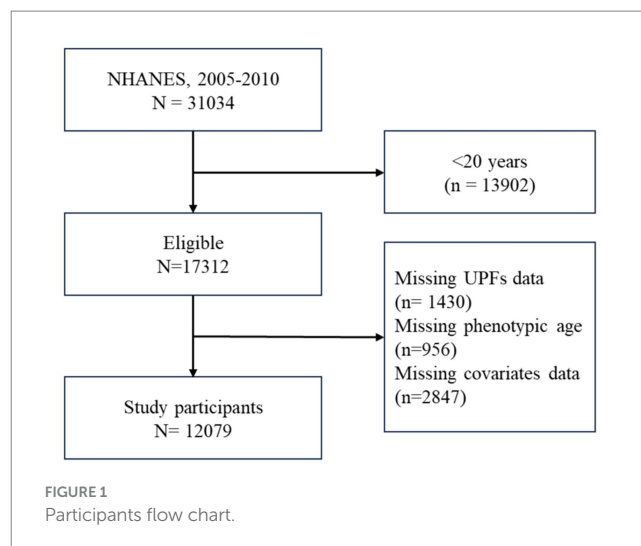 NHANES, 2005-2010
N = 31034
<20 years
(n = 13902)
Eligible
N=17312
Missing UPFs data
(n= 1430)
Missing phenotypic age
(n=956)
Missing covariates data
(n=2847)
Study participants
N= 12079
FIGURE 1
Participants flow chart.